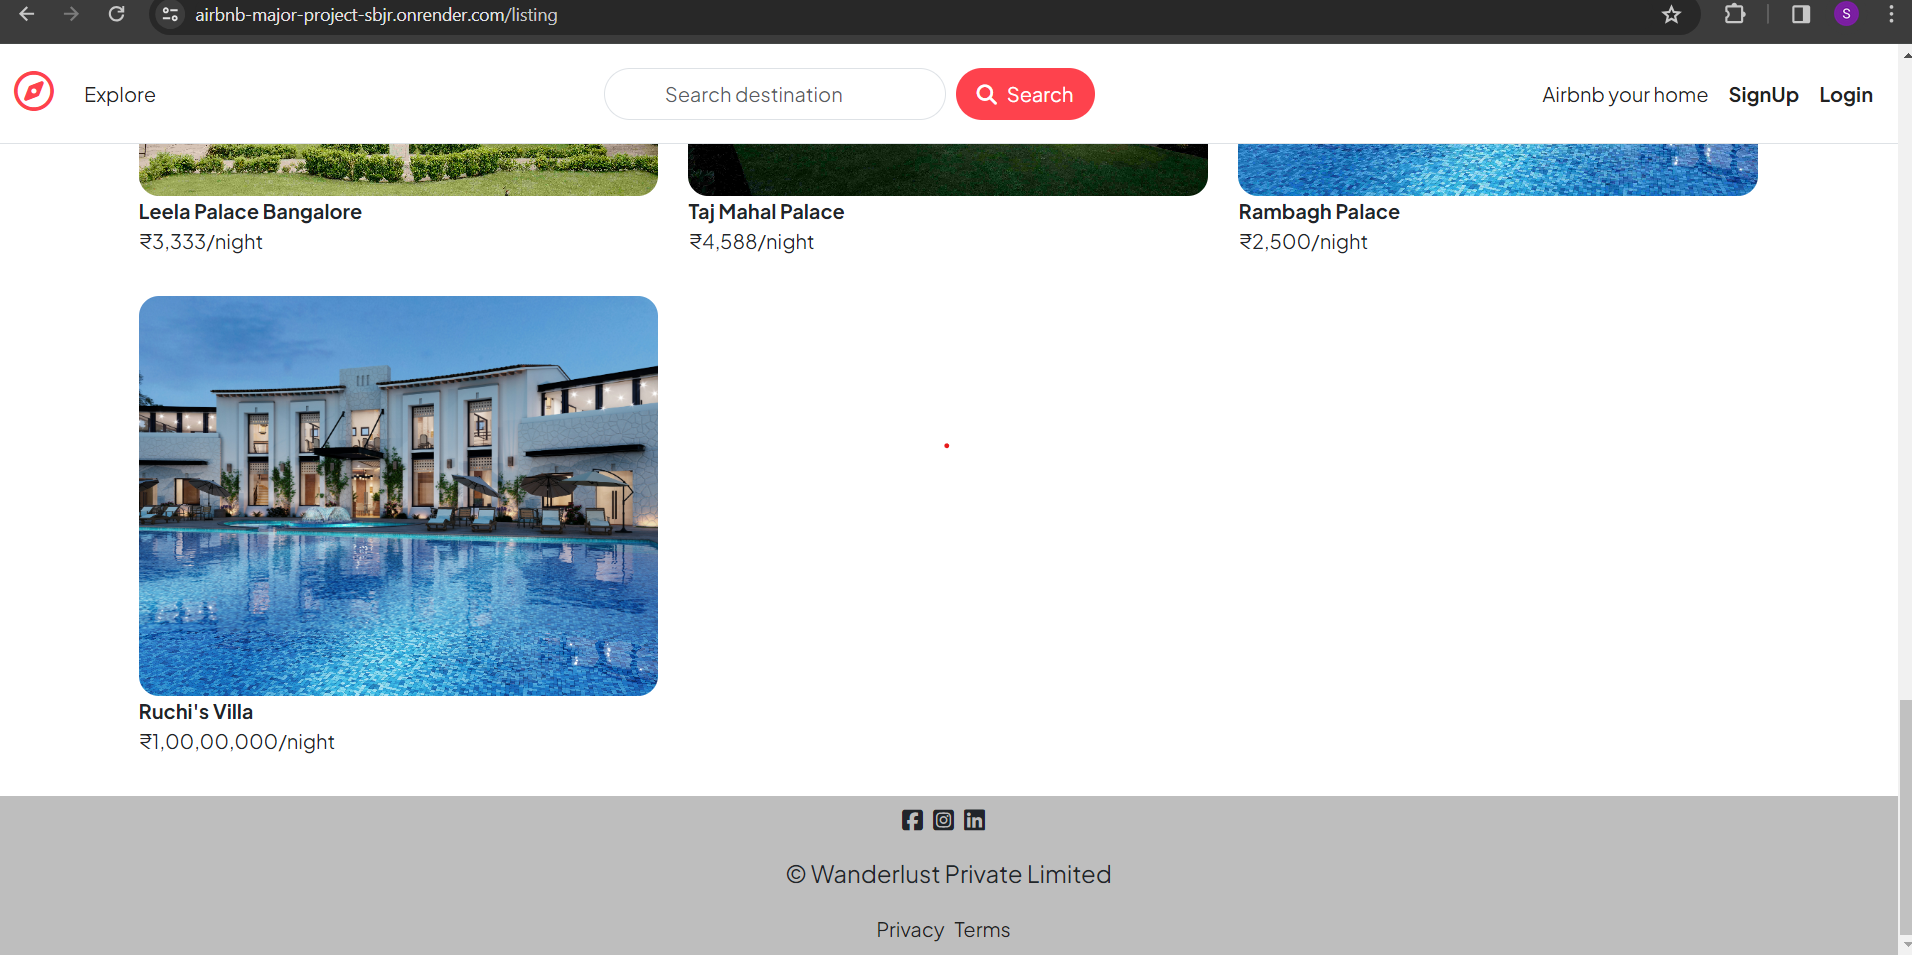 airbnb-major-project-sbjr.onrender.com/listing
S
Explore
Search destination
Search
Airbnb your home
SignUp
Login
Leela Palace Bangalore
₹3,333/night
Taj Mahal Palace
₹4,588/night
Rambagh Palace
₹2,500/night
Ruchi's Villa
₹1,00,00,000/night
© Wanderlust Private Limited
Privacy Terms